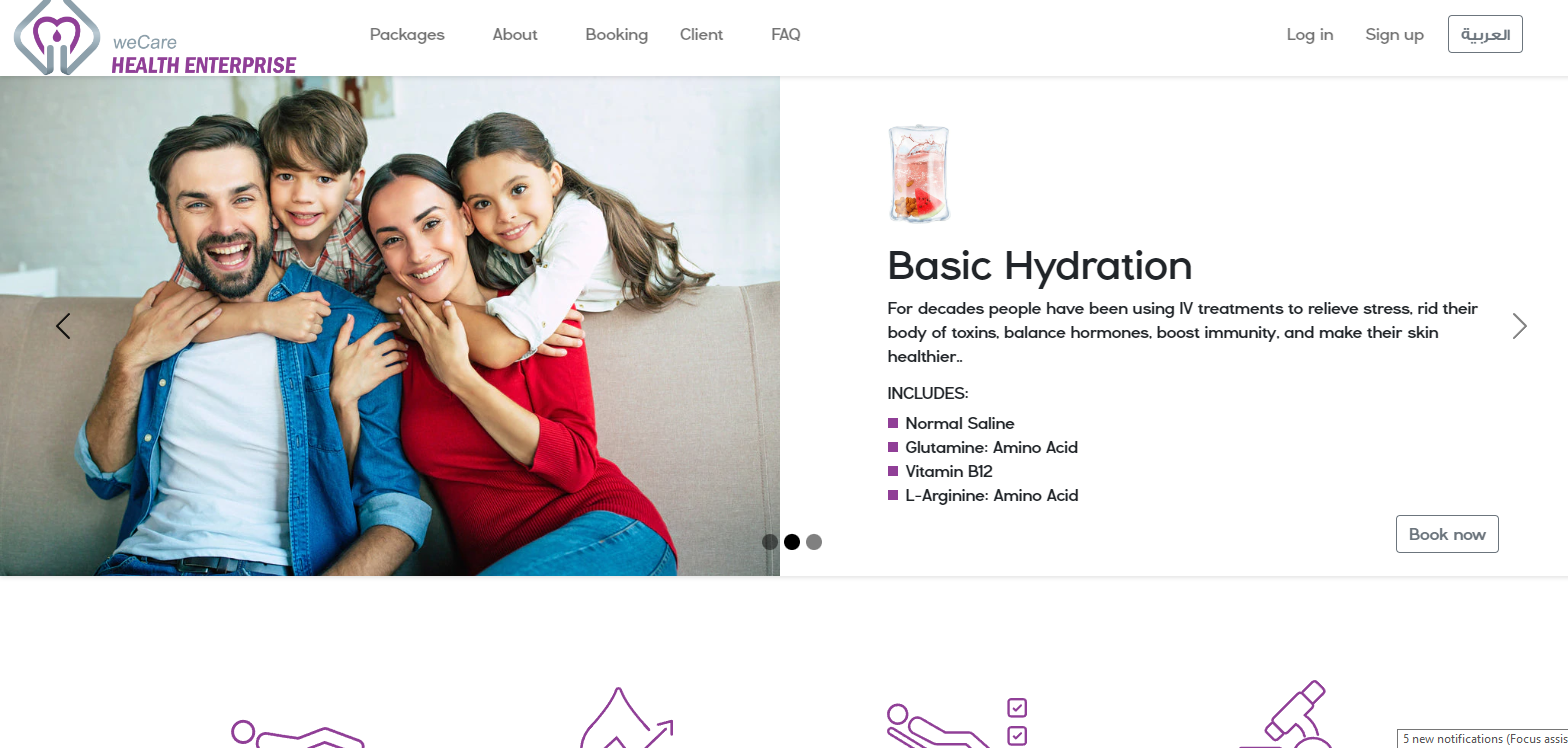 weCare
HEALTH ENTERPRISE
Packages
About
Booking
Client
FAQ
Log in
Sign up
العربية
Basic Hydration
For decades people have been using IV treatments to relieve stress, rid their
body of toxins, balance hormones, boost immunity, and make their skin
healthier..
INCLUDES:
Normal Saline
Glutamine: Amino Acid
Vitamin B12
L-Arginine: Amino Acid
Book now
5 new notifications (Focus assis